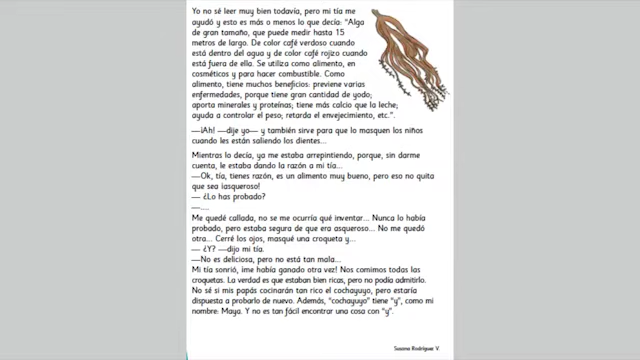 Yo no sé leer muy bien todavía, pero mi tía me
ayudó y esto es más o menos lo que decía: "Alga
de gran tamaño, que puede medir hasta 15
metros de largo. De color café verdoso cuando
está dentro del agua y de color café rojizo cuando
está fuera de ella. Se utiliza como alimento, en
cosméticos y para hacer combustible. Como
alimento, tiene muchos beneficios: previene varias
enfermedades, porque tiene gran cantidad de yodo;
aporta minerales y proteínas; tiene más calcio que la leche;
ayuda a controlar el peso; retarda el envejecimiento, etc.".
—¡Ah! —dije yo— y también sirve para que lo masquen los niños
cuando les están saliendo los dientes...
Mientras lo decía, ya me estaba arrepintiendo, porque, sin darme
cuenta, le estaba dando la razón a mi tía...
—Ok, tía, tienes razón, es un alimento muy bueno, pero eso no quita
que sea ¡asqueroso!
— ¿Lo has probado?
—....
Me quedé callada, no se me ocurría qué inventar... Nunca lo había
probado, pero estaba segura de que era asqueroso... No me quedó
otra... Cerré los ojos, masqué una croqueta y...
— ¿Y? —dijo mi tía.
—No es deliciosa, pero no está tan mala...
Mi tía sonrió, ¡me había ganado otra vez! Nos comimos todas las
croquetas. La verdad es que estaban bien ricas, pero no podía admitirlo.
No sé si mis papás cocinarán tan rico el cochayuyo, pero estaría
dispuesta a probarlo de nuevo. Además, "cochayuyo" tiene "y", como mi
nombre: Maya. Y no es tan fácil encontrar una cosa con "y".
Susana Rodríguez V.